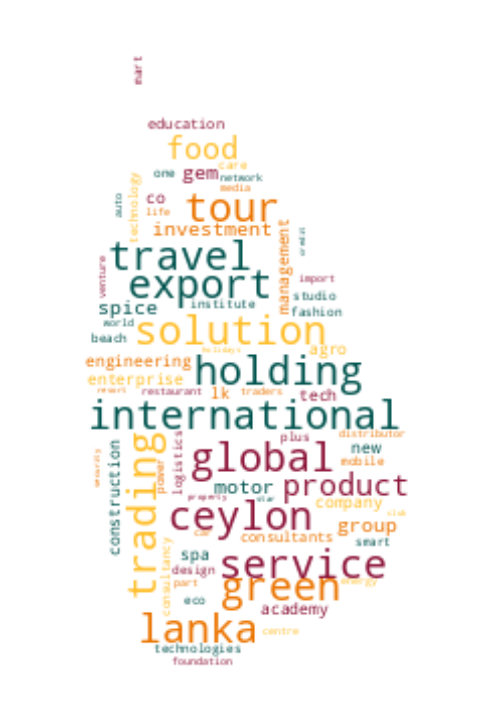 mart
education
food
care
one
gem
network
media
technology
auto
co
life
tour
investment
management
credit
travel
venture
export
import
institute
studio
spice
fashion
world
solution
beach
holidays
agro
engineering
holding
enterprise
resort
restaurant
lk
traders
tech
international
trading
construction
security
power
logistics
plus
distributor
global
new
mobile
motor
product
property
star
company
ceylon
club
group
car
consultants
smart
consultancy
spa
service
design
part
green
energy
eco
academy
lanka
centre
technologies
foundation